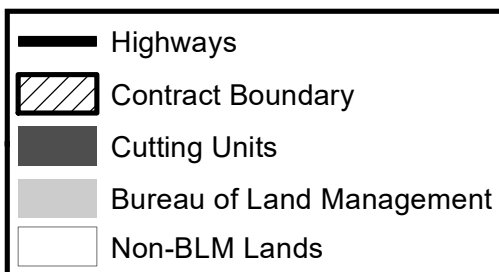 Highways
Contract Boundary
Cutting Units
Bureau of Land Management
Non-BLM Lands